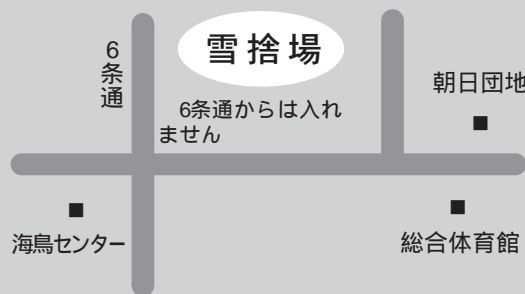 雪捨場
6条通
6条通からは入れ
ません
朝日団地
海鳥センター
総合体育館